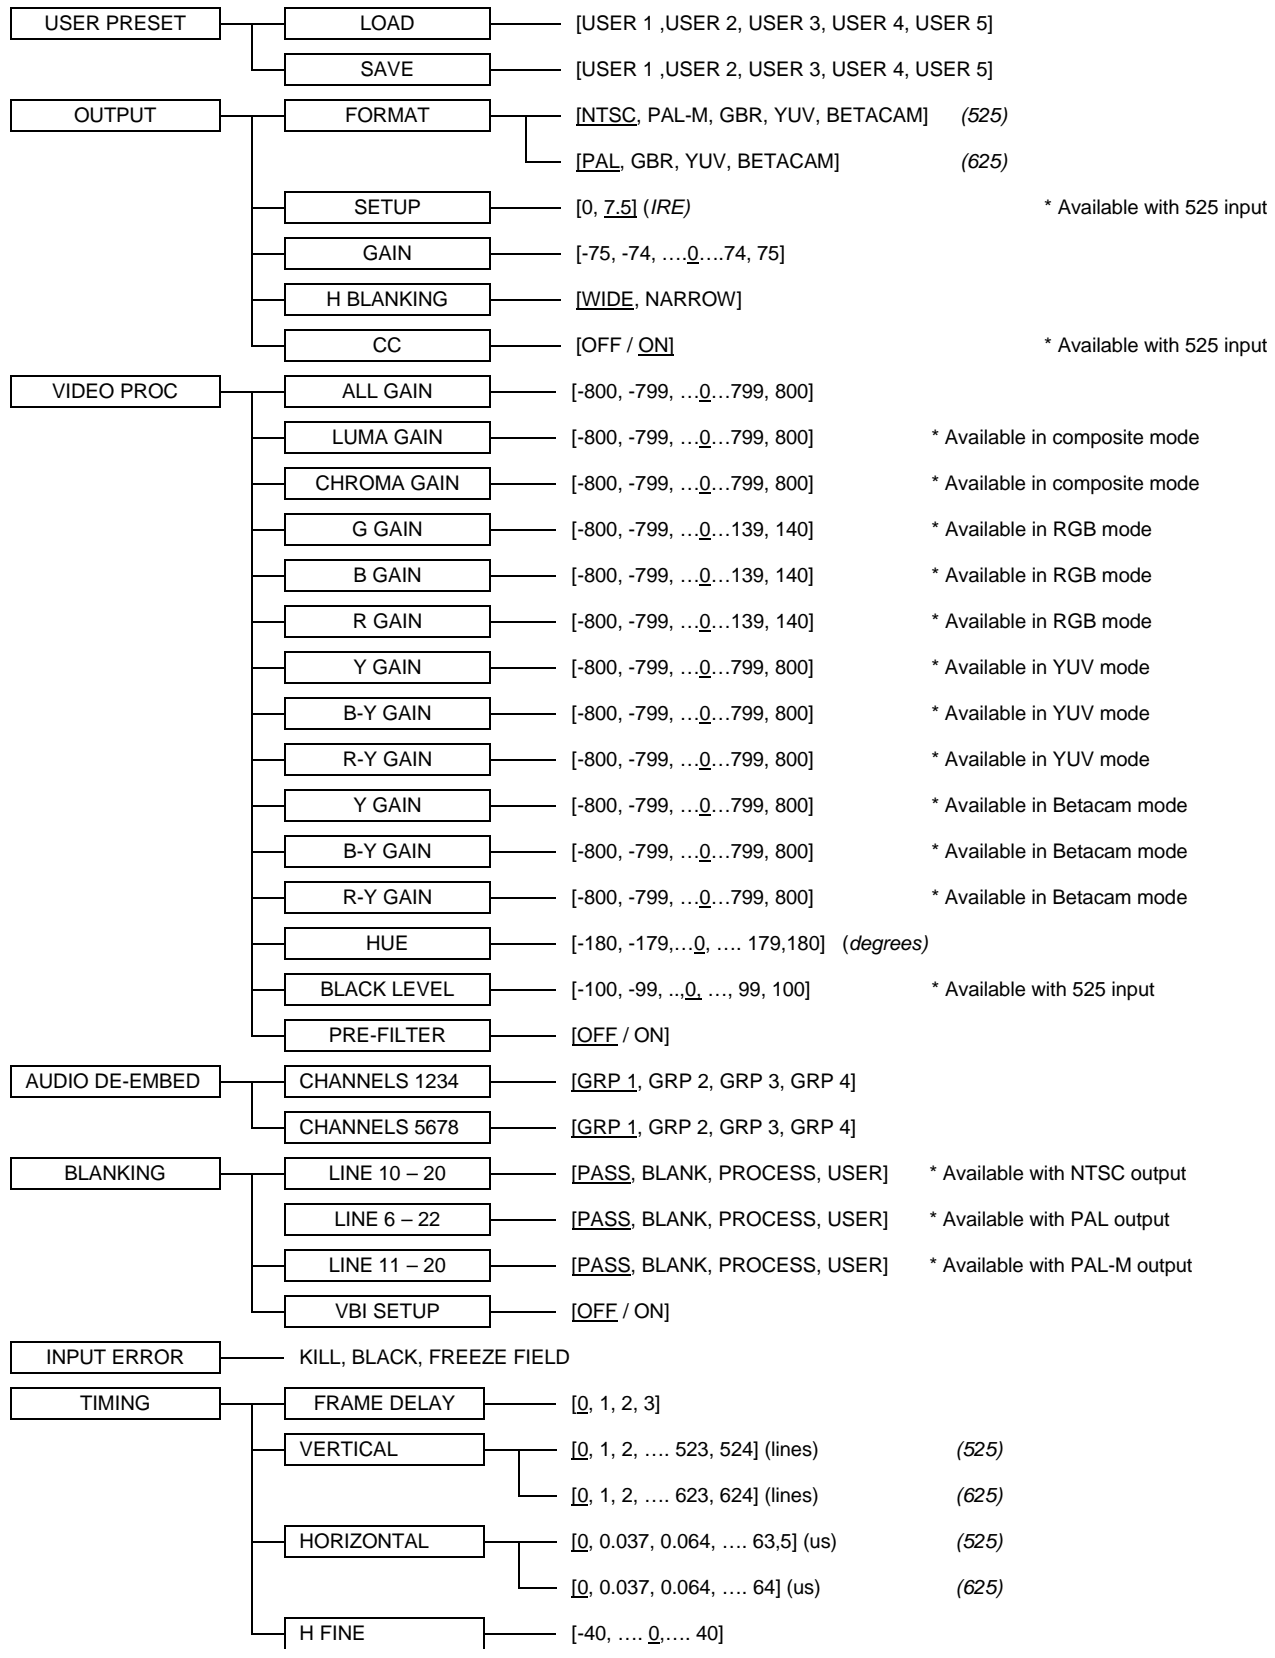 USER PRESET LOAD [USER 1 ,USER 2, USER 3, USER 4, USER 5]
SAVE [USER 1 ,USER 2, USER 3, USER 4, USER 5]
OUTPUT FORMAT [NTSC, PAL-M, GBR, YUV, BETACAM] (525)
[PAL, GBR, YUV, BETACAM] (625)
SETUP [0, 7.5] (IRE) * Available with 525 input
GAIN [-75, -74, ….0….74, 75]
H BLANKING [WIDE, NARROW]
CC [OFF / ON] * Available with 525 input
VIDEO PROC ALL GAIN [-800, -799, …0…799, 800]
LUMA GAIN [-800, -799, …0…799, 800] * Available in composite mode
CHROMA GAIN [-800, -799, …0…799, 800] * Available in composite mode
G GAIN [-800, -799, …0…139, 140] * Available in RGB mode
B GAIN [-800, -799, …0…139, 140] * Available in RGB mode
R GAIN [-800, -799, …0…139, 140] * Available in RGB mode
Y GAIN [-800, -799, …0…799, 800] * Available in YUV mode
B-Y GAIN [-800, -799, …0…799, 800] * Available in YUV mode
R-Y GAIN [-800, -799, …0…799, 800] * Available in YUV mode
Y GAIN [-800, -799, …0…799, 800] * Available in Betacam mode
B-Y GAIN [-800, -799, …0…799, 800] * Available in Betacam mode
R-Y GAIN [-800, -799, …0…799, 800] * Available in Betacam mode
HUE [-180, -179,…0, …. 179,180] (degrees)
BLACK LEVEL [-100, -99, ..,0, …, 99, 100] * Available with 525 input
PRE-FILTER [OFF / ON]
AUDIO DE-EMBED CHANNELS 1234 [GRP 1, GRP 2, GRP 3, GRP 4]
CHANNELS 5678 [GRP 1, GRP 2, GRP 3, GRP 4]
BLANKING LINE 10 – 20 [PASS, BLANK, PROCESS, USER] * Available with NTSC output
LINE 6 – 22 [PASS, BLANK, PROCESS, USER] * Available with PAL output
LINE 11 – 20 [PASS, BLANK, PROCESS, USER] * Available with PAL-M output
VBI SETUP [OFF / ON]
INPUT ERROR KILL, BLACK, FREEZE FIELD
TIMING FRAME DELAY [0, 1, 2, 3]
VERTICAL [0, 1, 2, …. 523, 524] (lines) (525)
[0, 1, 2, …. 623, 624] (lines) (625)
HORIZONTAL [0, 0.037, 0.064, …. 63,5] (us) (525)
[0, 0.037, 0.064, …. 64] (us) (625)
H FINE [-40, …. 0,…. 40]